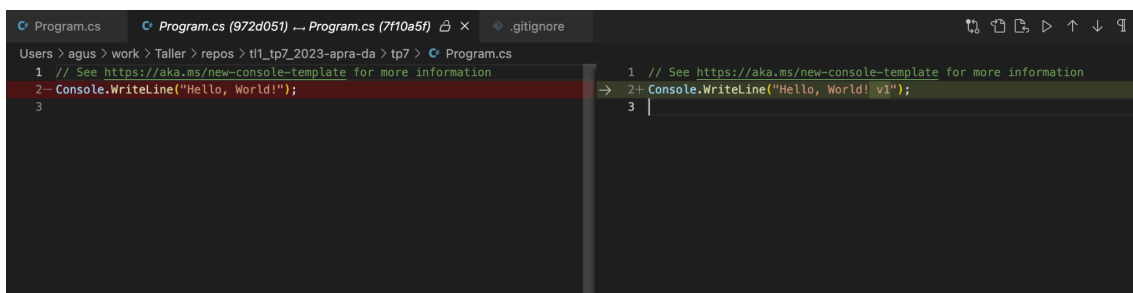 Program.cs
Program.cs (972d051) ↔ Program.cs (7f10a5f)
.gitignore
Users > agus > work > Taller > repos > tl1_tp7_2023-apra-da > tp7 > Program.cs
1 // See https://aka.ms/new-console-template for more information
2− Console.WriteLine("Hello, World!");
3
1 // See https://aka.ms/new-console-template for more information
→ 2+ Console.WriteLine("Hello, World! v1");
3